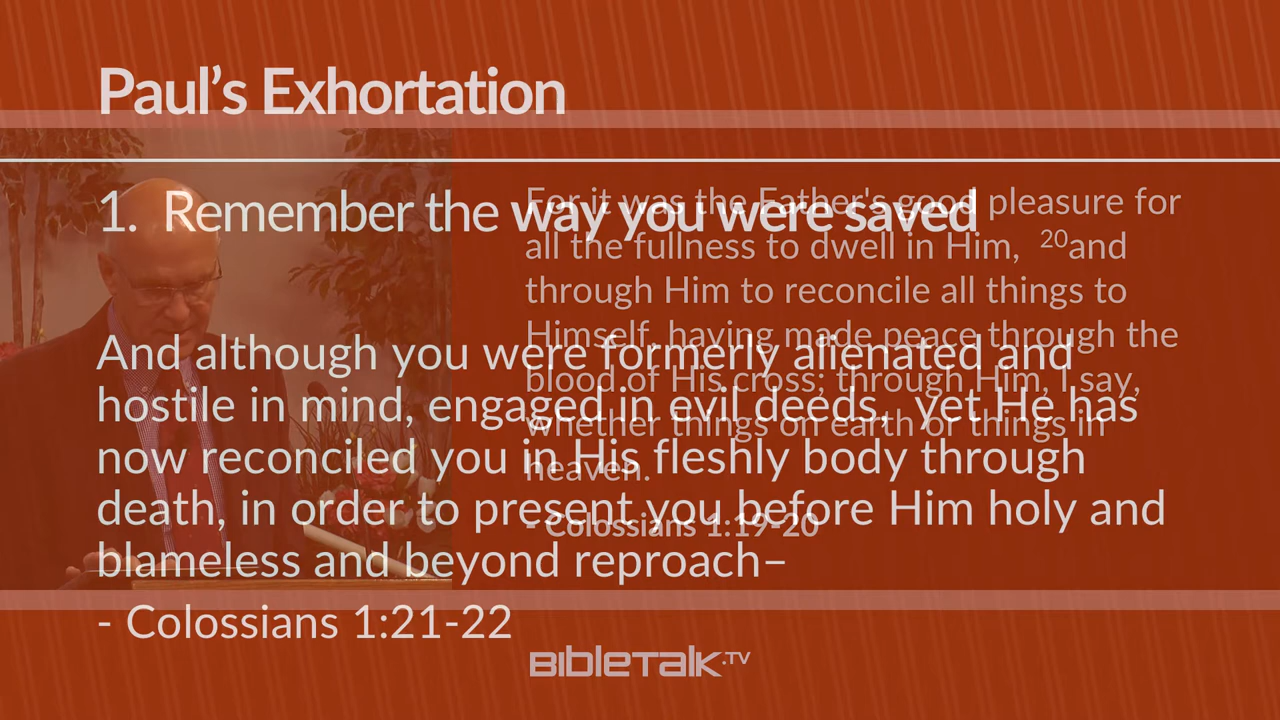 Paul's Exhortation
1. Remember the way you were saved
And although you were formerly alienated and
hostile in mind, engaged in evil deeds, yet He has
now reconciled you in His fleshly body through
death, in order to present you before Him holy and
blameless and beyond reproach–
- Colossians 1:21-22
For it was the Father's good pleasure for
all the fullness to dwell in Him, 20and
through Him to reconcile all things to
Himself, having made peace through the
blood of His cross; through Him, I say,
whether things on earth or things in
heaven.
- Colossians 1:19-20
BibleTalk.TV